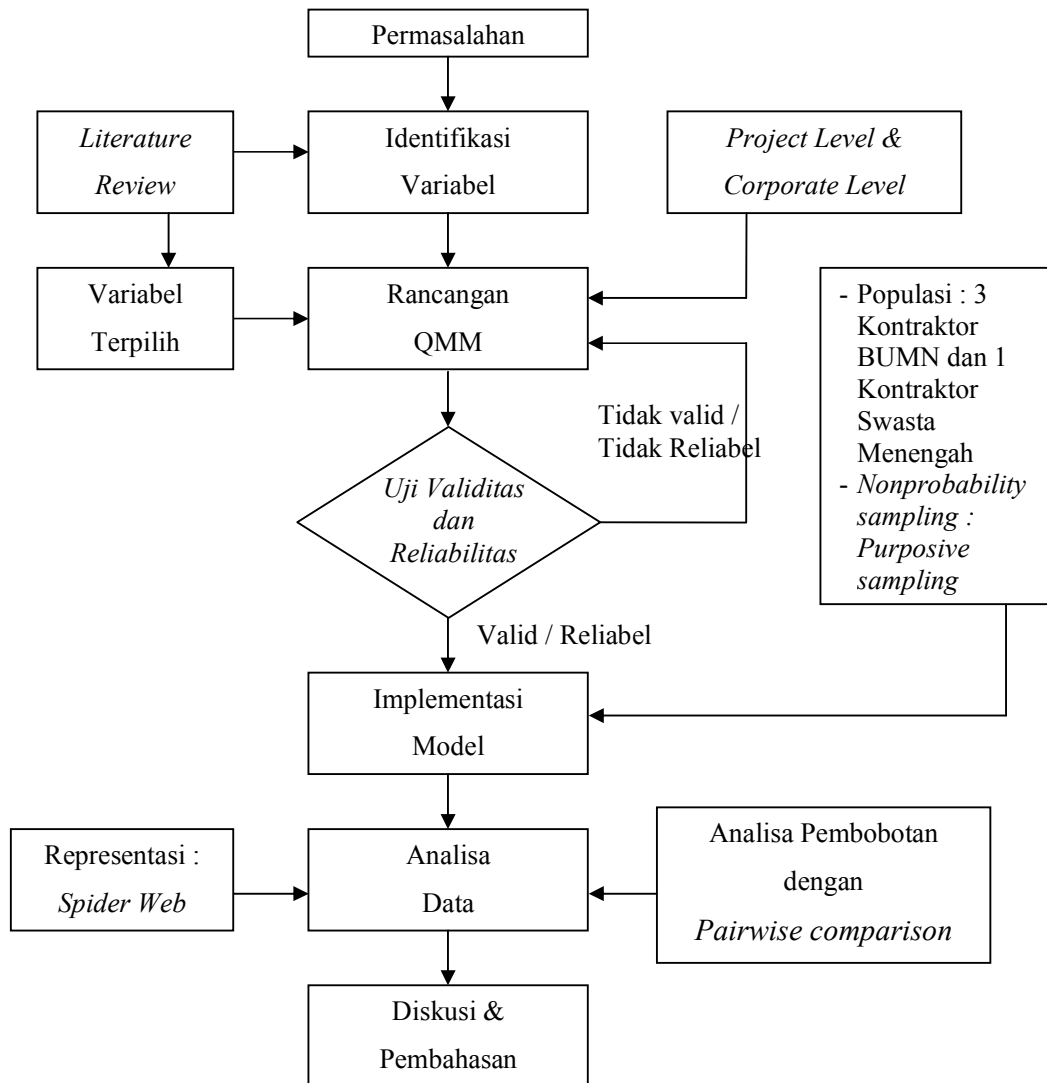 Permasalahan
Literature
Review
Identifikasi
Variabel
Project Level &
Corporate Level
Variabel
Terpilih
Rancangan
QMM
- Populasi : 3
Kontraktor
BUMN dan 1
Kontraktor
Swasta
Menengah
- Nonprobability
sampling :
Purposive
sampling
Tidak valid /
Tidak Reliabel
Uji Validitas
dan
Reliabilitas
Valid / Reliabel
Implementasi
Model
Representasi :
Spider Web
Analisa
Data
Analisa Pembobotan
dengan
Pairwise comparison
Diskusi &
Pembahasan